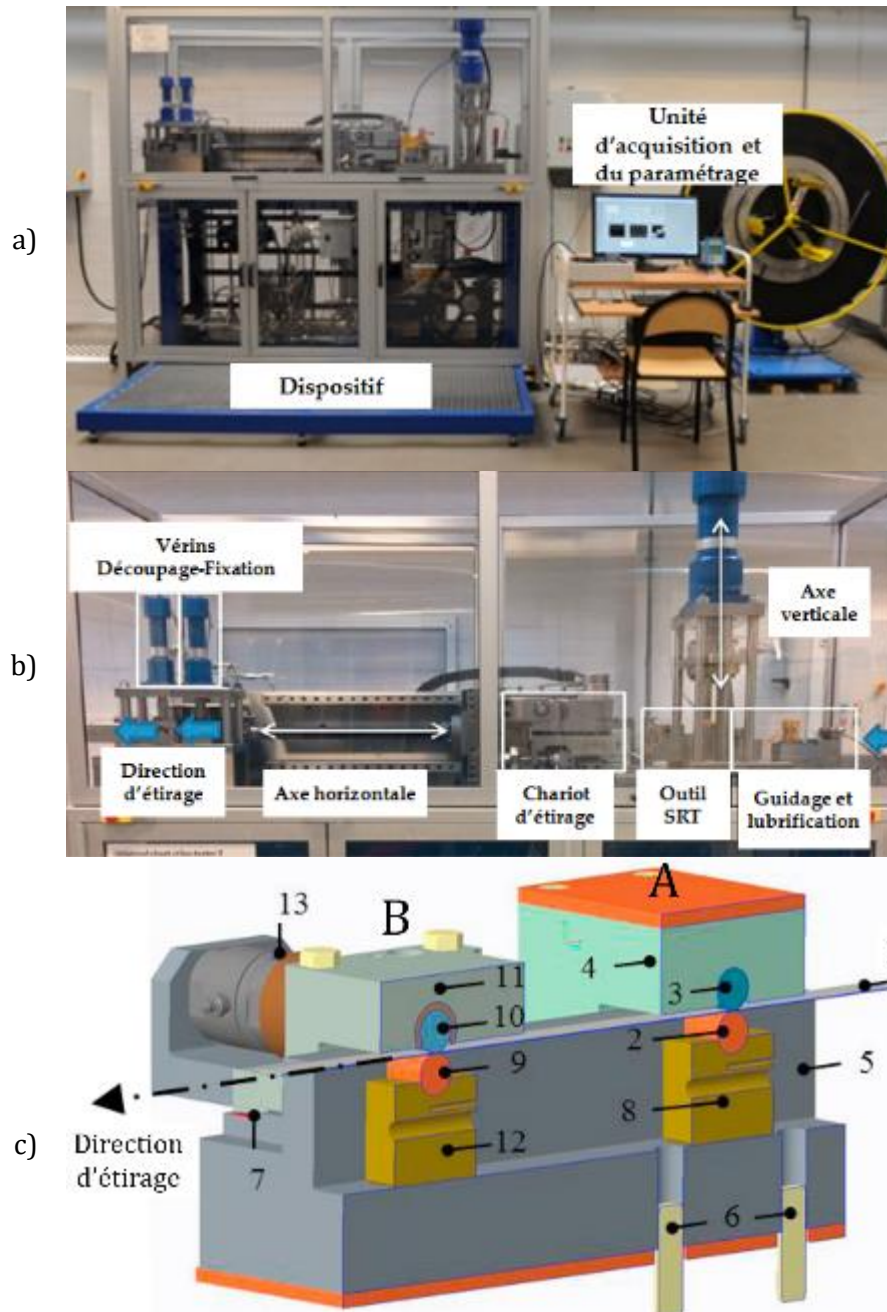 a)
Unité
d'acquisition et
du paramétrage
Dispositif
b)
Vérins
Découpage-Fixation
Axe
verticale
Direction
d'étirage
Axe horizontale
Chariot
d'étirage
Outil
SRT
Guidage et
lubrification
c)
A
B
13
11
10
9
12
7
4
3
2
5
8
6
Direction
d'étirage